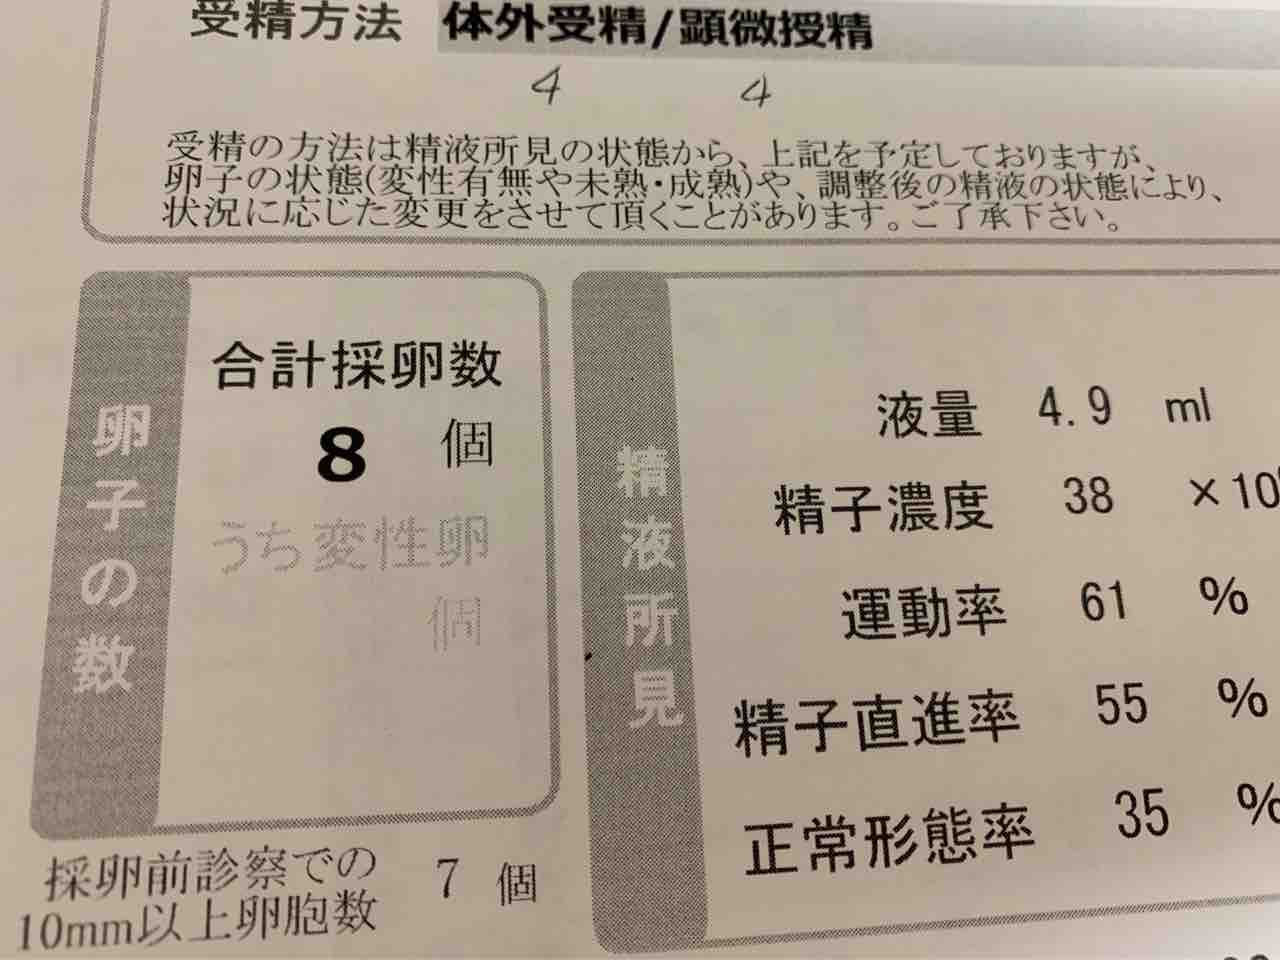 受精方法 体外受精/顕微授精
4 4
受精の方法は精液所見の状態から、上記を予定しておりますが、
卵子の状態(変性有無や未熟・成熟)や、調整後の精液の状態により、
状況に応じた変更をさせて頂くことがあります。ご了承下さい。
卵子の数
合計採卵数
8 個
うち変性卵
個
採卵前診察での
10mm以上卵胞数
7 個
精液所見
液量 4.9 ml
精子濃度 38 ×10
運動率 61 %
精子直進率 55 %
正常形態率 35 %